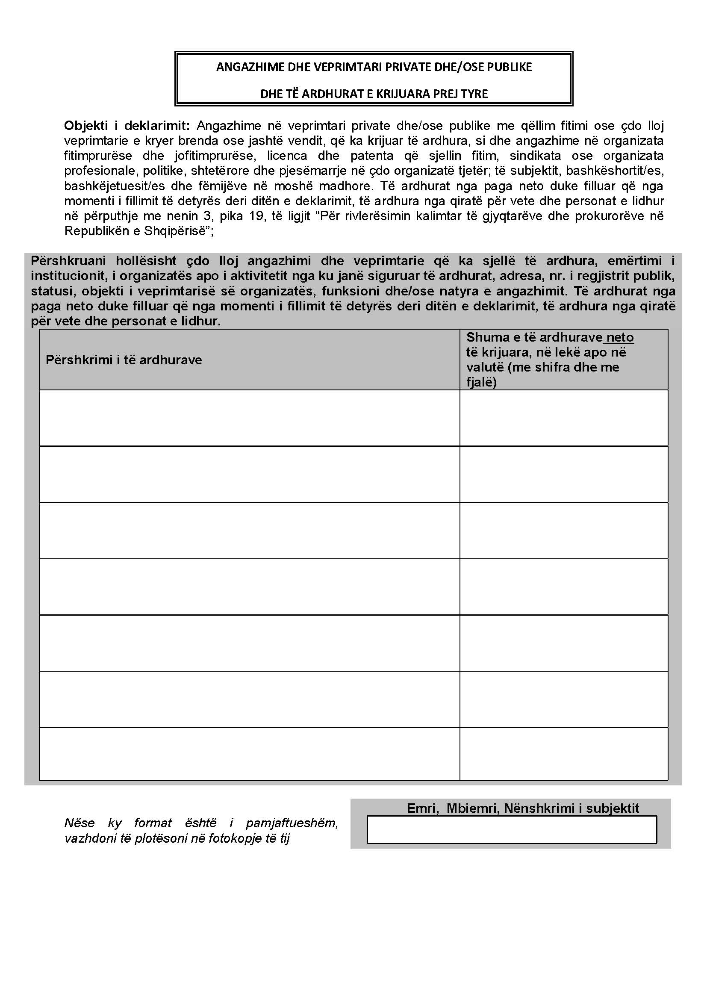 ANGAZHIME DHE VEPRIMTARI PRIVATE DHE/OSE PUBLIKE
DHE TË ARDHURAT E KRIJUARA PREJ TYRE
Objekti i deklarimit: Angazhime në veprimtari private dhe/ose publike me qëllim fitimi ose çdo lloj
veprimtarie e kryer brenda ose jashtë vendit, që ka krijuar të ardhura, si dhe angazhime në organizata
fitimprurëse dhe jofitimprurëse, licenca dhe patenta që sjellin fitim, sindikata ose organizata
profesionale, politike, shtetërore dhe pjesëmarrje në çdo organizatë tjetër; të subjektit, bashkëshortit/es,
bashkëjetuesit/es dhe fëmijëve në moshë madhore. Të ardhurat nga paga neto duke filluar që nga
momenti i fillimit të detyrës deri ditën e deklarimit, të ardhura nga qiratë për vete dhe personat e lidhur
në përputhje me nenin 3, pika 19, të ligjit “Për rivlerësimin kalimtar të gjyqtarëve dhe prokurorëve në
Republikën e Shqipërisë”;
Përshkruani hollësisht çdo lloj angazhimi dhe veprimtarie që ka sjellë të ardhura, emërtimi i
institucionit, i organizatës apo i aktivitetit nga ku janë siguruar të ardhurat, adresa, nr. i regjistrit publik,
statusi, objekti i veprimtarisë së organizatës, funksioni dhe/ose natyra e angazhimit. Të ardhurat nga
paga neto duke filluar që nga momenti i fillimit të detyrës deri ditën e deklarimit, të ardhura nga qiratë
për vete dhe personat e lidhur.
Përshkrimi i të ardhurave
Shuma e të ardhurave neto
të krijuara, në lekë apo në
valutë (me shifra dhe me
fjalë)
Emri,  Mbiemri, Nënshkrimi i subjektit
Nëse ky format është i pamjaftueshëm,
vazhdoni të plotësoni në fotokopje të tij